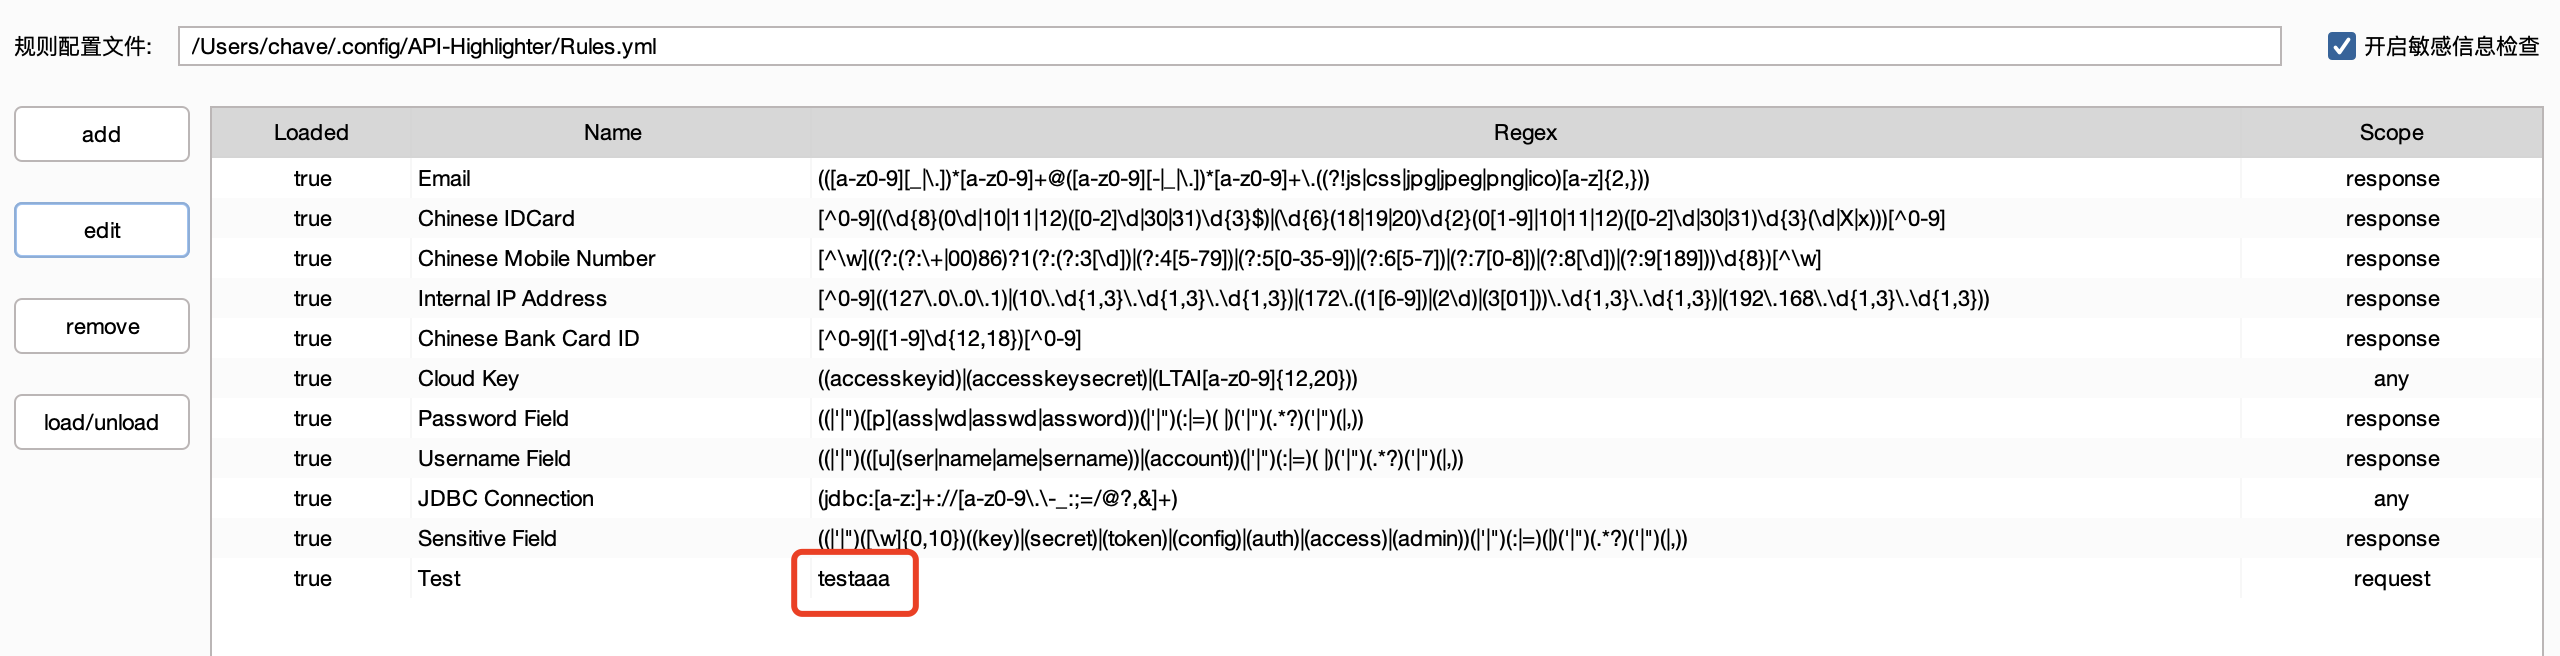 规则配置文件: /Users/chave/.config/API-Highlighter/Rules.yml 开启敏感信息检查
add
edit
remove
load/unload
Loaded Name Regex Scope
true Email (([a-z0-9][_|\.])*[a-z0-9]+@([a-z0-9][-|_|\.])*[a-z0-9]+\.((?!js|css|jpg|jpeg|png|ico)[a-z]{2,})) response
true Chinese IDCard [^0-9]((\d{8}(0\d|10|11|12)([0-2]\d|30|31)\d{3}$)|(\d{6}(18|19|20)\d{2}(0[1-9]|10|11|12)([0-2]\d|30|31)\d{3}(\d|X|x)))[^0-9] response
true Chinese Mobile Number [^\w]((?:(?:\+|00)86)?1(?:(?:3[\d])|(?:4[5-79])|(?:5[0-35-9])|(?:6[5-7])|(?:7[0-8])|(?:8[\d])|(?:9[189]))\d{8})[^\w] response
true Internal IP Address [^0-9]((127\.0\.0\.1)|(10\.\d{1,3}\.\d{1,3}\.\d{1,3})|(172\.((1[6-9])|(2\d)|(3[01]))\.\d{1,3}\.\d{1,3})|(192\.168\.\d{1,3}\.\d{1,3})) response
true Chinese Bank Card ID [^0-9]([1-9]\d{12,18})[^0-9] response
true Cloud Key ((accesskeyid)|(accesskeysecret)|(LTAI[a-z0-9]{12,20})) any
true Password Field ((|'|")([p](ass|wd|asswd|assword))(|'|")(:|=)( |)('|")(.*?)('|")(|,)) response
true Username Field ((|'|")(([u](ser|name|ame|sername))|(account))(|'|")(:|=)( |)('|")(.*?)('|")(|,)) response
true JDBC Connection (jdbc:[a-z:]+://[a-z0-9\.\-_:;=/@?,&]+) any
true Sensitive Field ((|'|")([\w]{0,10})((key)|(secret)|(token)|(config)|(auth)|(access)|(admin))(|'|")(:|=)(|)('|")(.*?)('|")(|,)) response
true Test testaaa request